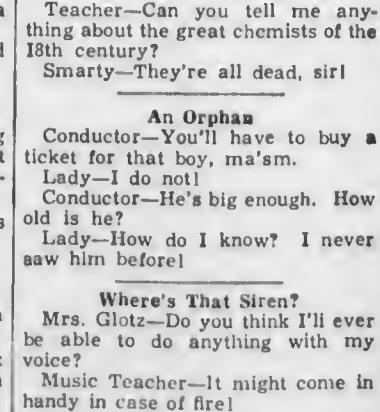 Teacher—Can you tell me any-
thing about the great chemists of the
18th century?
Smarty—They're all dead, sir!
An Orphan
Conductor—You'll have to buy a
ticket for that boy, ma'am.
Lady—I do not!
Conductor—He's big enough. How
old is he?
Lady—How do I know? I never
saw him before!
Where's That Siren?
Mrs. Glotz—Do you think I'll ever
be able to do anything with my
voice?
Music Teacher—It might come in
handy in case of fire!